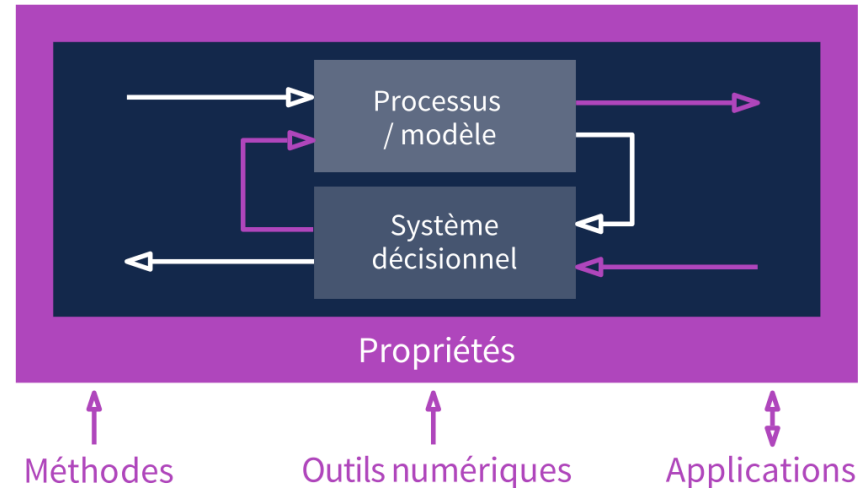 Processus
/ modèle
Système
décisionnel
Propriétés
Méthodes
Outils numériques
Applications